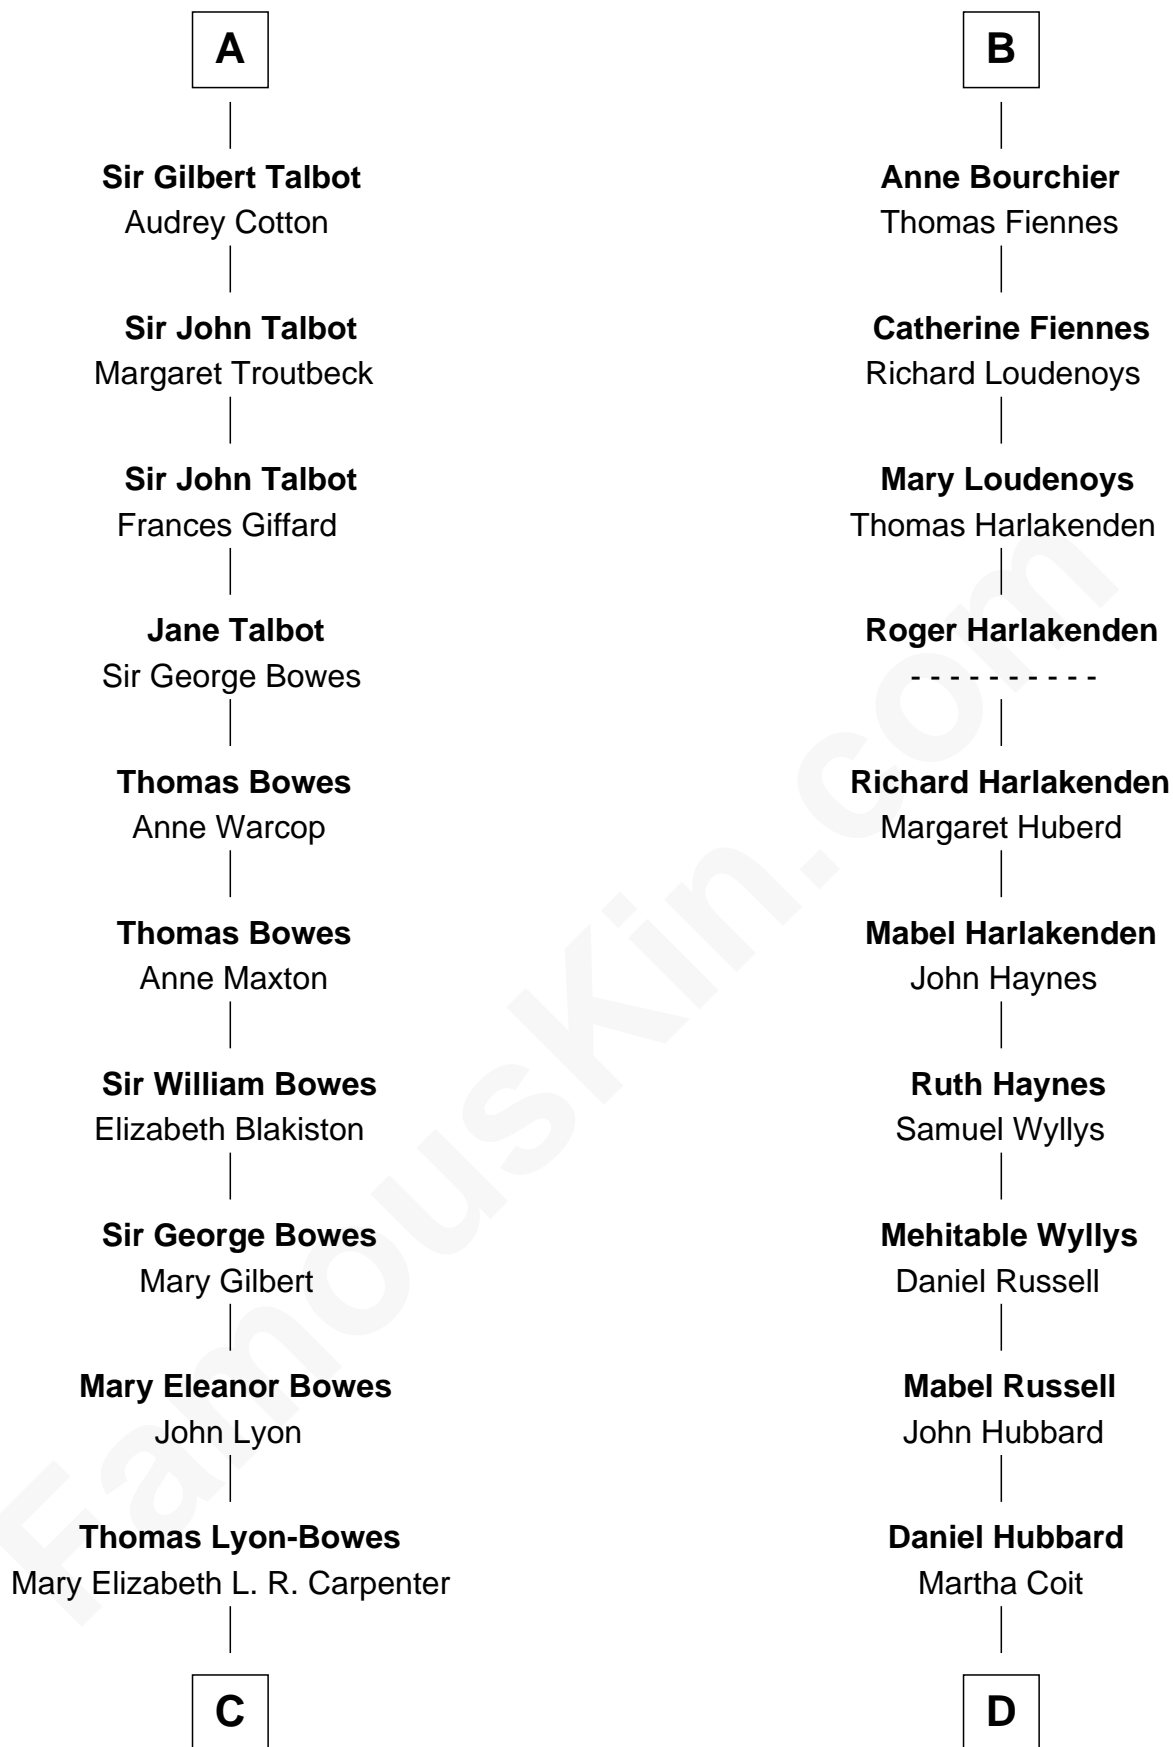 A
Sir Gilbert Talbot
Audrey Cotton
Sir John Talbot
Margaret Troutbeck
Sir John Talbot
Frances Giffard
Jane Talbot
Sir George Bowes
Thomas Bowes
Anne Warcop
Thomas Bowes
Anne Maxton
Sir William Bowes
Elizabeth Blakiston
Sir George Bowes
Mary Gilbert
Mary Eleanor Bowes
John Lyon
Thomas Lyon-Bowes
Mary Elizabeth L. R. Carpenter
C
B
Anne Bourchier
Thomas Fiennes
Catherine Fiennes
Richard Loudenoys
Mary Loudenoys
Thomas Harlakenden
Roger Harlakenden
- - - - - - - - - -
Richard Harlakenden
Margaret Huberd
Mabel Harlakenden
John Haynes
Ruth Haynes
Samuel Wyllys
Mehitable Wyllys
Daniel Russell
Mabel Russell
John Hubbard
Daniel Hubbard
Martha Coit
D
FamousKin.com